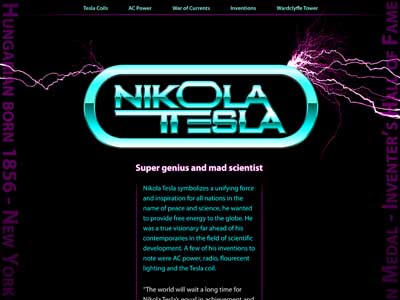 Tesla Coils AC Power War of Currents Inventions Wardclyffe Tower
NIKOLA
TESLA
Super genius and mad scientist
Nikola Tesla symbolizes a unifying force
and inspiration for all nations in the
name of peace and science, he wanted
to provide free energy to the globe. He
was a true visionary far ahead of his
contemporaries in the field of scientific
development. A few of his inventions to
note were AC power, radio, flourecent
lighting and the Tesla coil.
"The world will wait a long time for
Nikola Tesla's equal in achievement and
Hungarian born 1856 - New York
Medal - Inventer's Hall of Fame